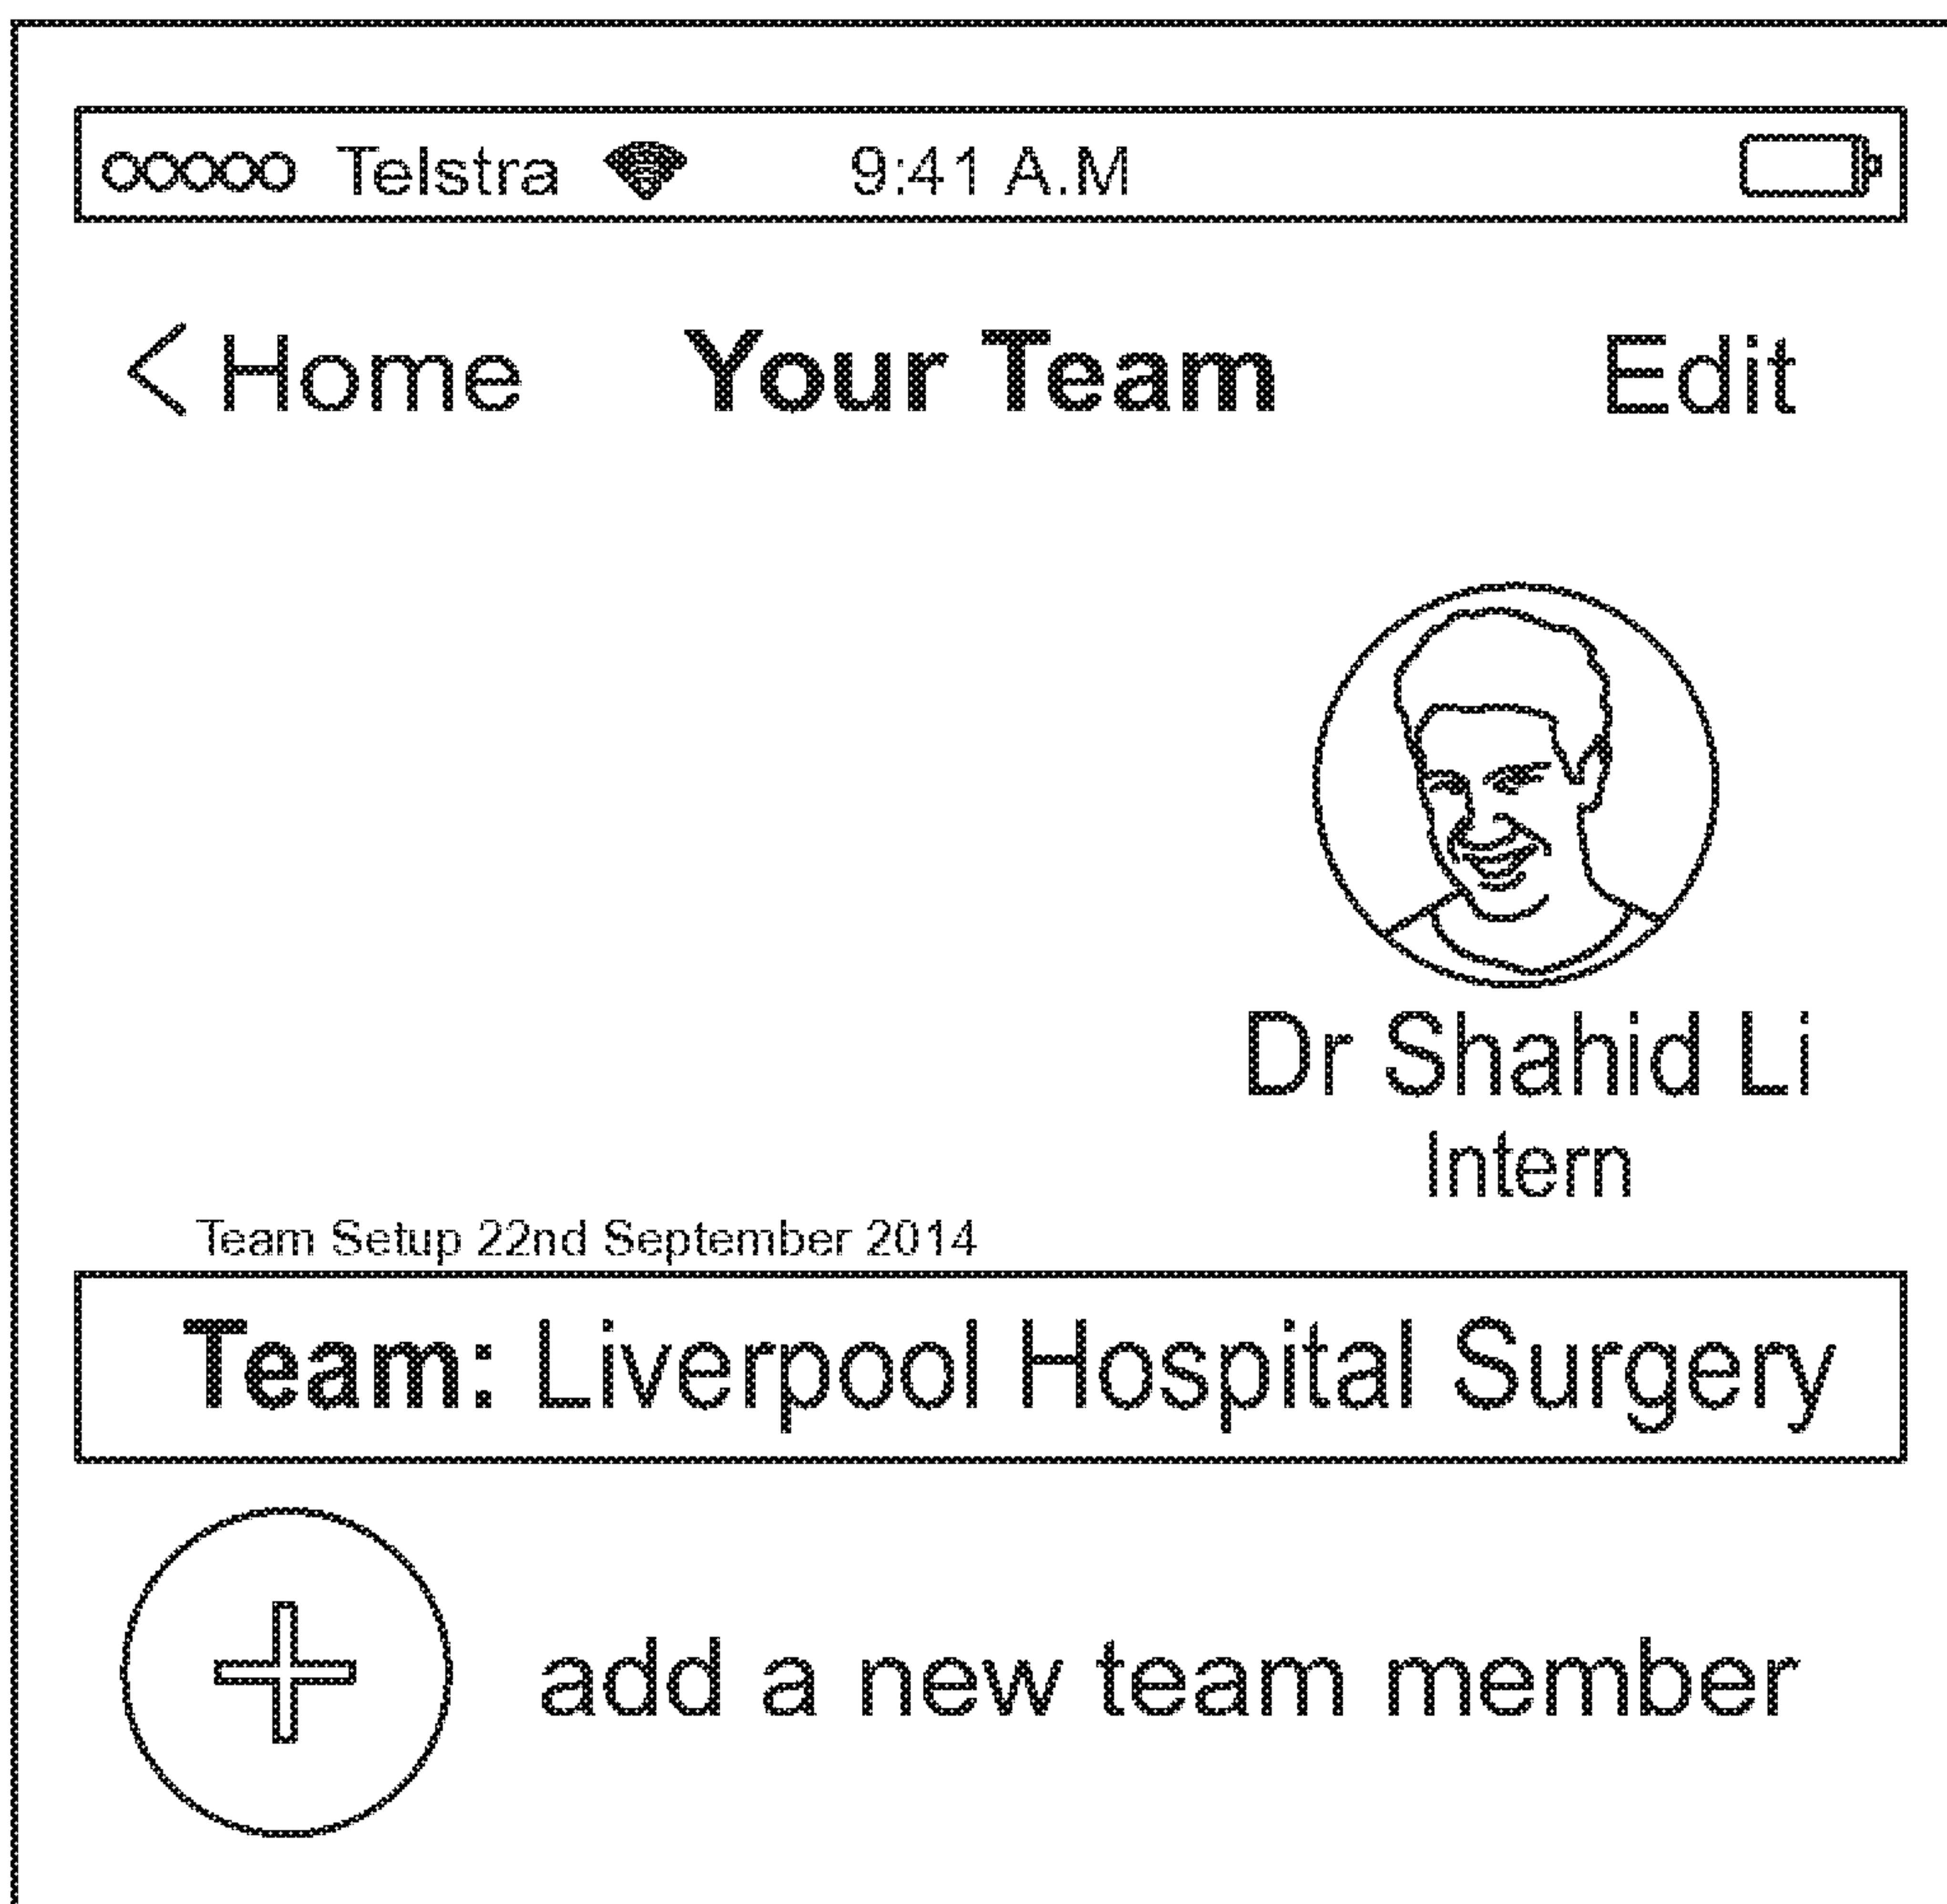 Telstra 9:41 A.M
< Home Your Team Edit
Dr Shahid Li
Intern
Team Setup 22nd September 2014
Team: Liverpool Hospital Surgery
add a new team member